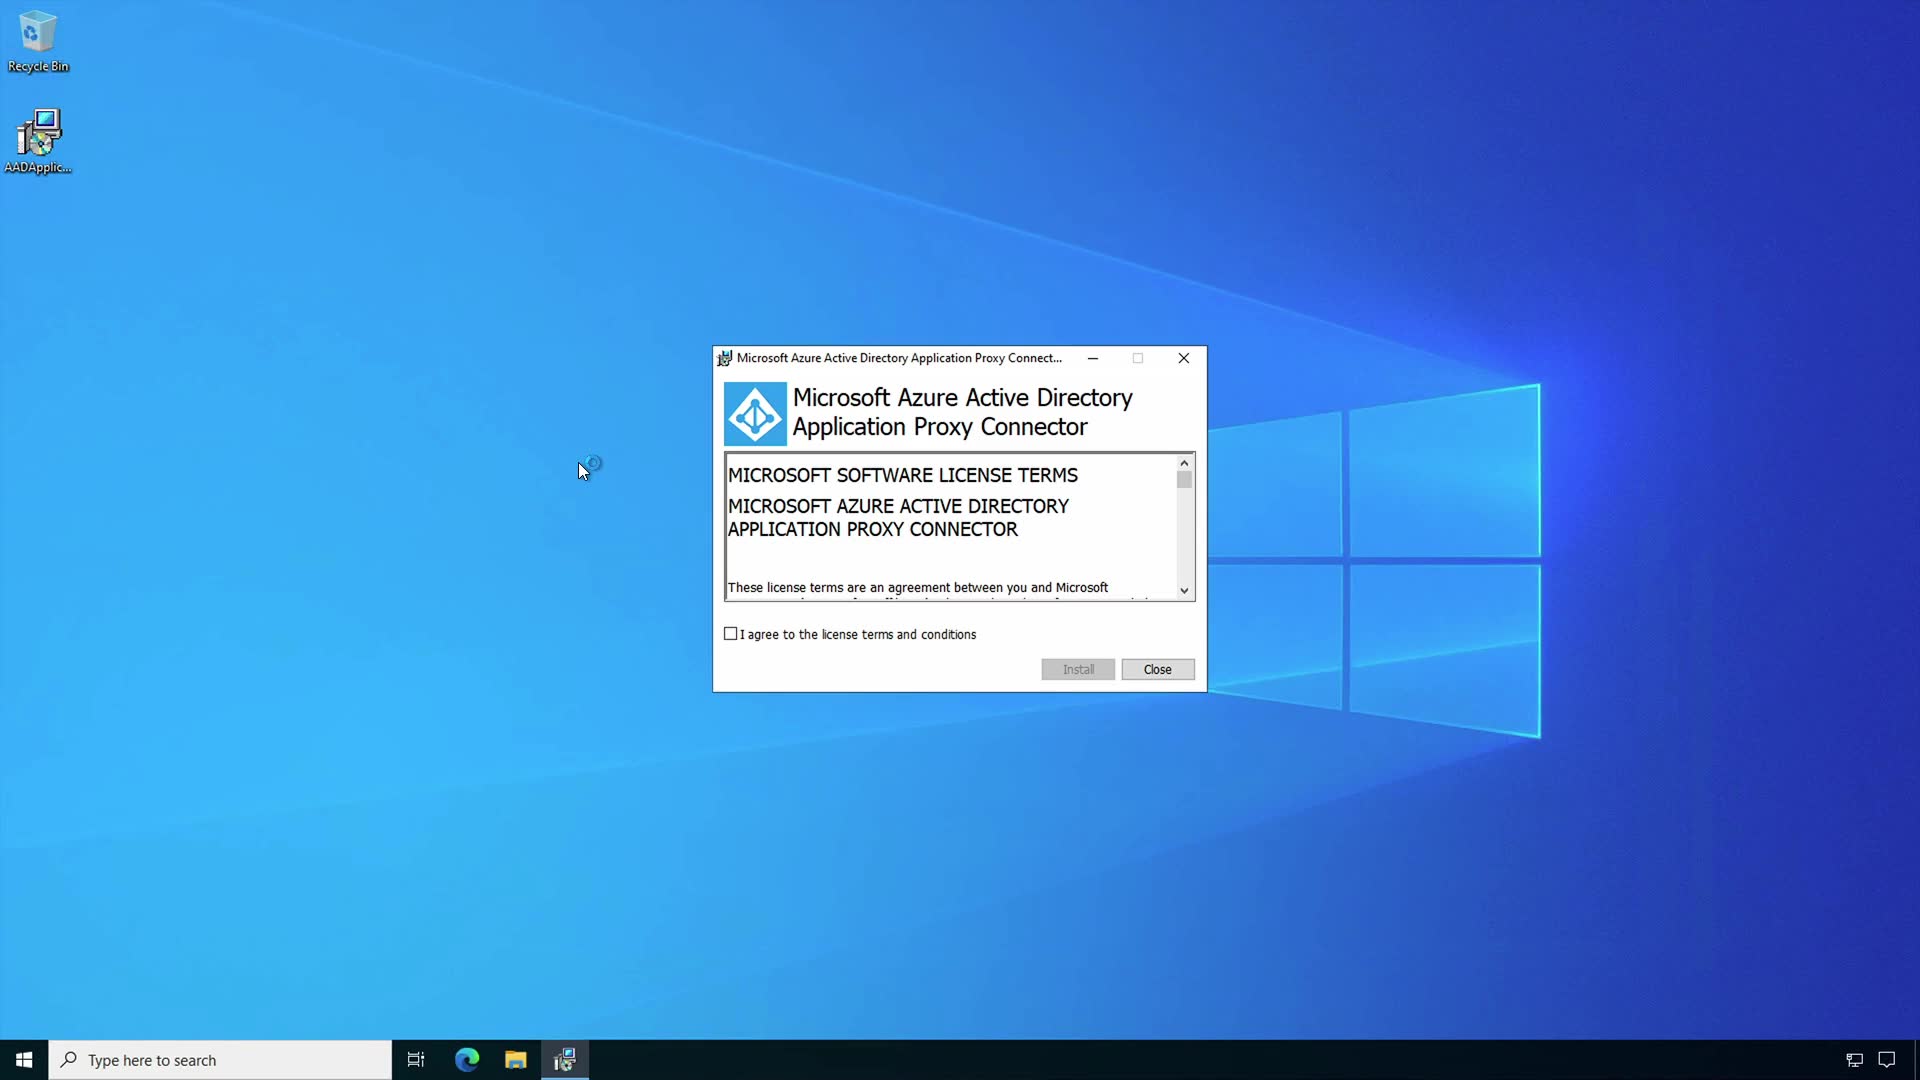 Recycle Bin
AADApplic...
Microsoft Azure Active Directory Application Proxy Connect...
Microsoft Azure Active Directory
Application Proxy Connector
MICROSOFT SOFTWARE LICENSE TERMS
MICROSOFT AZURE ACTIVE DIRECTORY
APPLICATION PROXY CONNECTOR
These license terms are an agreement between you and Microsoft
I agree to the license terms and conditions
Install
Close
Type here to search